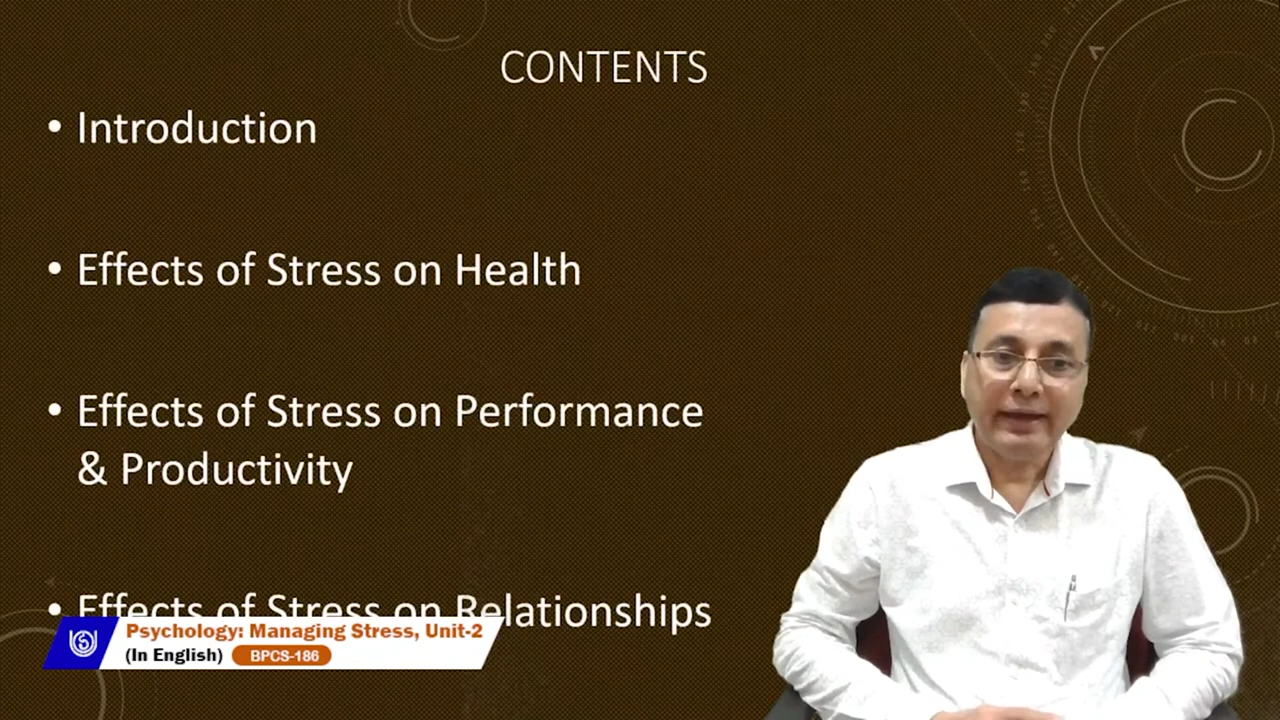 CONTENTS
• Introduction
• Effects of Stress on Health
• Effects of Stress on Performance
& Productivity
• Effects of Stress on Relationships
Psychology: Managing Stress, Unit-2
(In English) BPCS-186